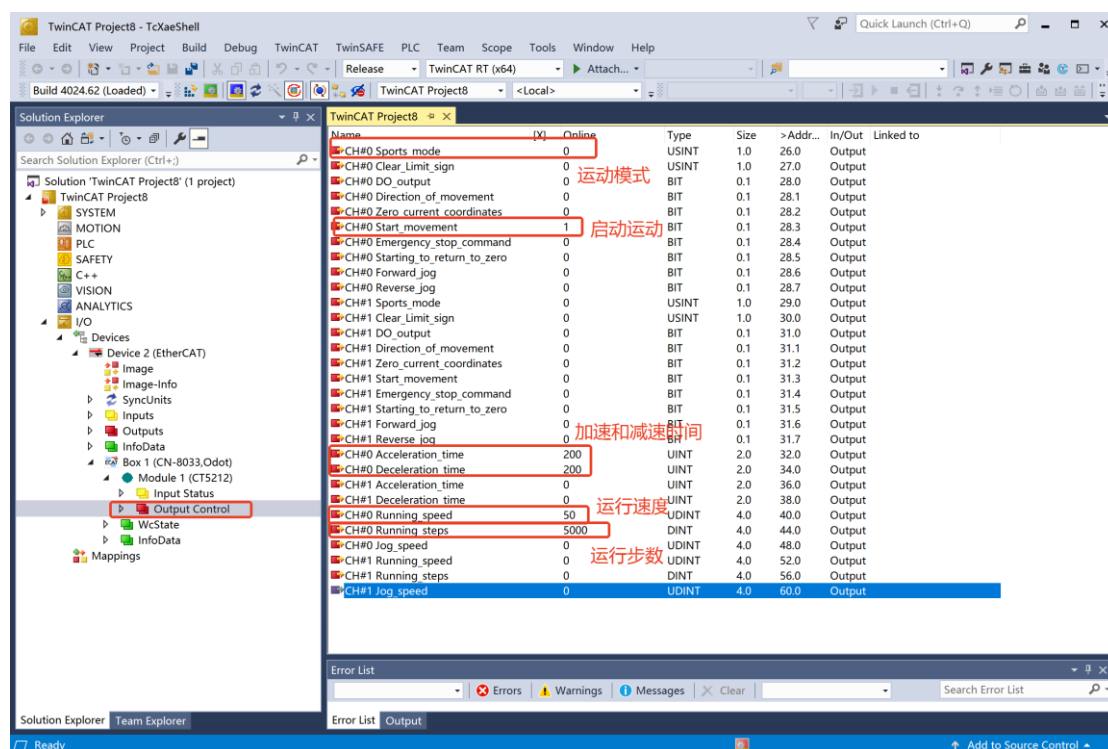 TwinCAT Project8 - TcXaeShell
Quick Launch (Ctrl+Q)
File Edit View Project Build Debug TwinCAT TwinSAFE PLC Team Scope Tools Window Help
Release TwinCAT RT (x64) Attach...
Build 4024.62 (Loaded) TwinCAT Project8 <Local>
Solution Explorer
Search Solution Explorer (Ctrl+;)
Solution 'TwinCAT Project8' (1 project)
TwinCAT Project8
SYSTEM
MOTION
PLC
SAFETY
C++
VISION
ANALYTICS
I/O
Devices
Device 2 (EtherCAT)
Image
Image-Info
SyncUnits
Inputs
Outputs
InfoData
Box 1 (CN-8033,Odot)
Module 1 (CT5212)
Input Status
Output Control
WcState
InfoData
Mappings
Solution Explorer Team Explorer
TwinCAT Project8
Name [X] Online Type Size >Addr... In/Out Linked to
CH#0 Sports_mode 0 USINT 1.0 26.0 Output
CH#0 Clear_Limit_sign 0 USINT 1.0 27.0 Output
运动模式
CH#0 DO_output 0 BIT 0.1 28.0 Output
CH#0 Direction_of_movement 0 BIT 0.1 28.1 Output
CH#0 Zero_current_coordinates 0 BIT 0.1 28.2 Output
CH#0 Start_movement 1 BIT 0.1 28.3 Output
启动运动
CH#0 Emergency_stop_command 0 BIT 0.1 28.4 Output
CH#0 Starting_to_return_to_zero 0 BIT 0.1 28.5 Output
CH#0 Forward_jog 0 BIT 0.1 28.6 Output
CH#0 Reverse_jog 0 BIT 0.1 28.7 Output
CH#1 Sports_mode 0 USINT 1.0 29.0 Output
CH#1 Clear_Limit_sign 0 USINT 1.0 30.0 Output
CH#1 DO_output 0 BIT 0.1 31.0 Output
CH#1 Direction_of_movement 0 BIT 0.1 31.1 Output
CH#1 Zero_current_coordinates 0 BIT 0.1 31.2 Output
CH#1 Start_movement 0 BIT 0.1 31.3 Output
CH#1 Emergency_stop_command 0 BIT 0.1 31.4 Output
CH#1 Starting_to_return_to_zero 0 BIT 0.1 31.5 Output
CH#1 Forward_jog 0 BIT 0.1 31.6 Output
加速和减速时间
CH#1 Reverse_jog 0 BIT 0.1 31.7 Output
CH#0 Acceleration_time 200 UINT 2.0 32.0 Output
CH#0 Deceleration_time 200 UINT 2.0 34.0 Output
CH#1 Acceleration_time 0 UINT 2.0 36.0 Output
CH#1 Deceleration_time 0 UINT 2.0 38.0 Output
运行速度
CH#0 Running_speed 50 UDINT 4.0 40.0 Output
CH#0 Running_steps 5000 DINT 4.0 44.0 Output
CH#0 Jog_speed 0 UDINT 4.0 48.0 Output
运行步数
CH#1 Running_speed 0 UDINT 4.0 52.0 Output
CH#1 Running_steps 0 DINT 4.0 56.0 Output
CH#1 Jog_speed 0 UDINT 4.0 60.0 Output
Error List
Errors Warnings Messages Clear Search Error List
Error List Output
Ready Add to Source Control